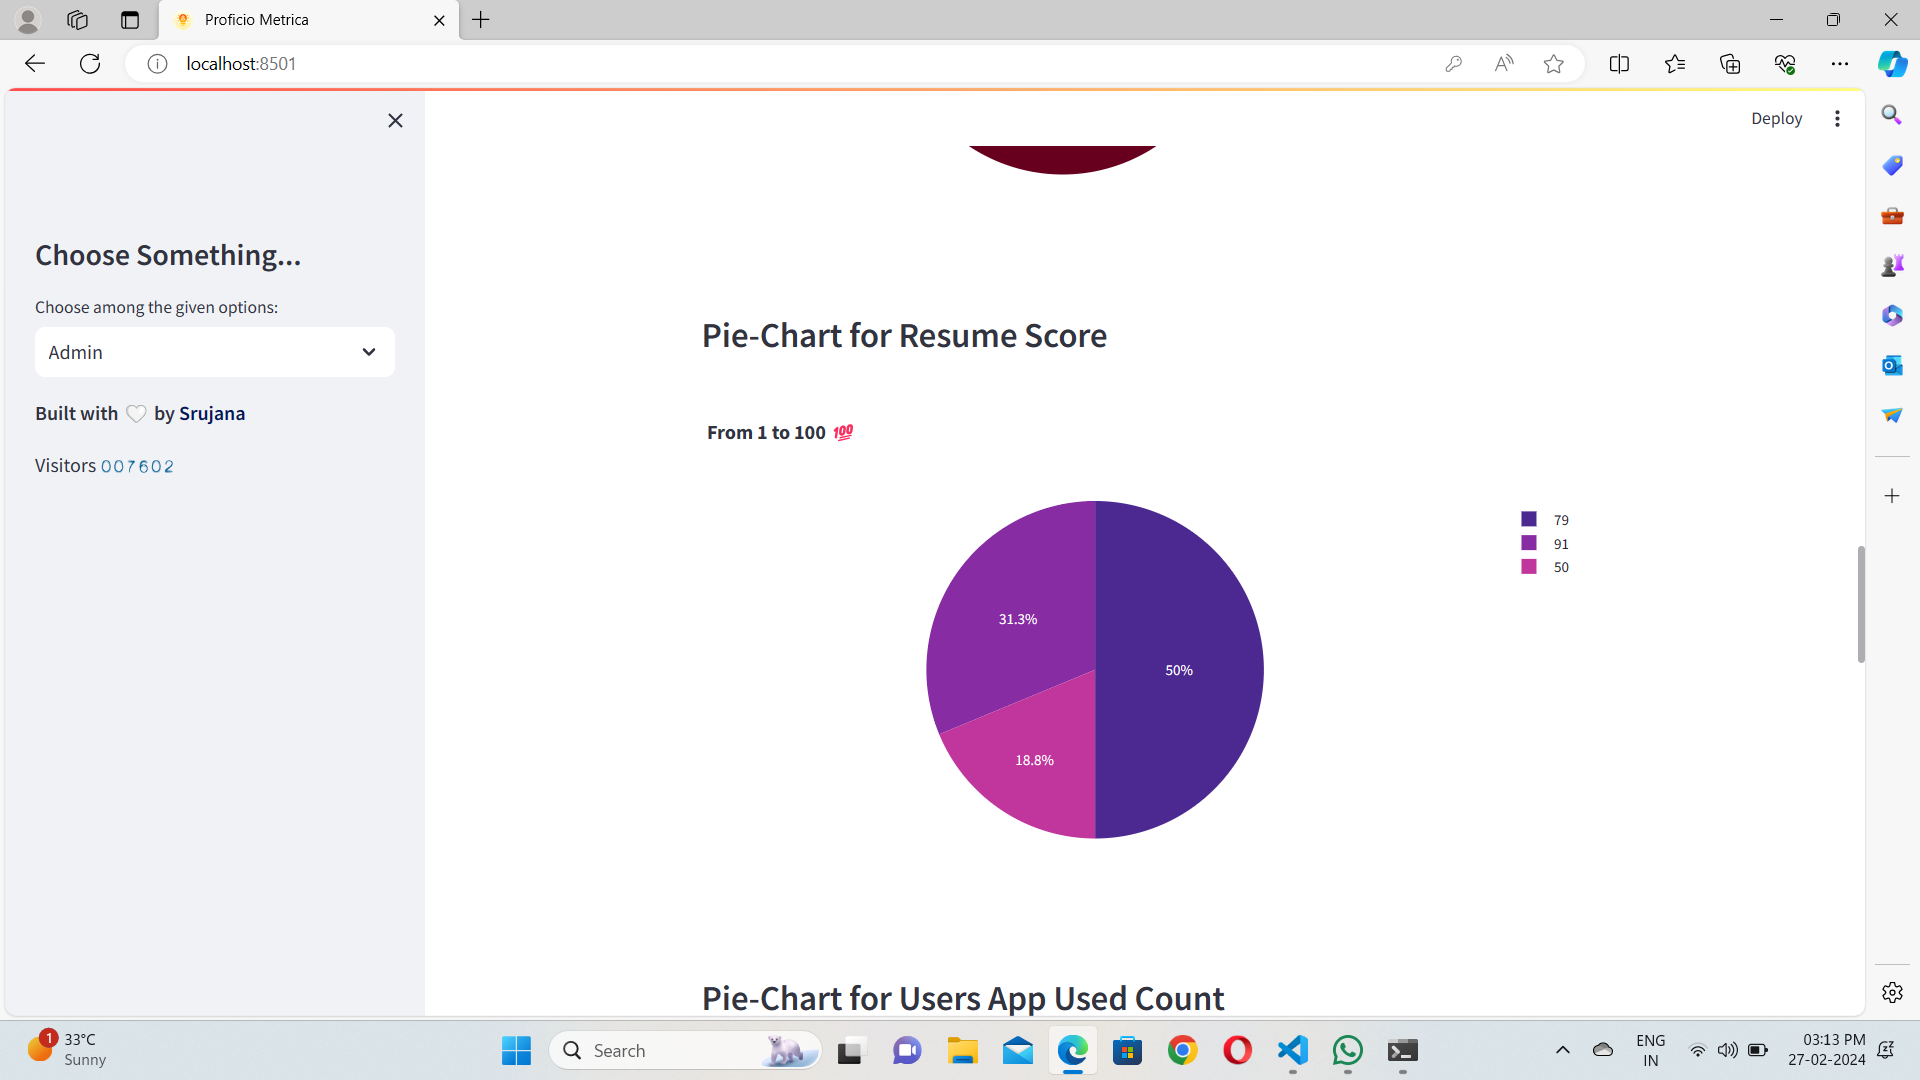 Proficio Metrica
localhost:8501
Deploy
Choose Something...
Choose among the given options:
Admin
Built with 🤍 by Srujana
Visitors 007602
Pie-Chart for Resume Score
From 1 to 100 💯
79
91
50
31.3%
50%
18.8%
Pie-Chart for Users App Used Count
1
33°C
Sunny
Search
ENG
IN
03:13 PM
27-02-2024